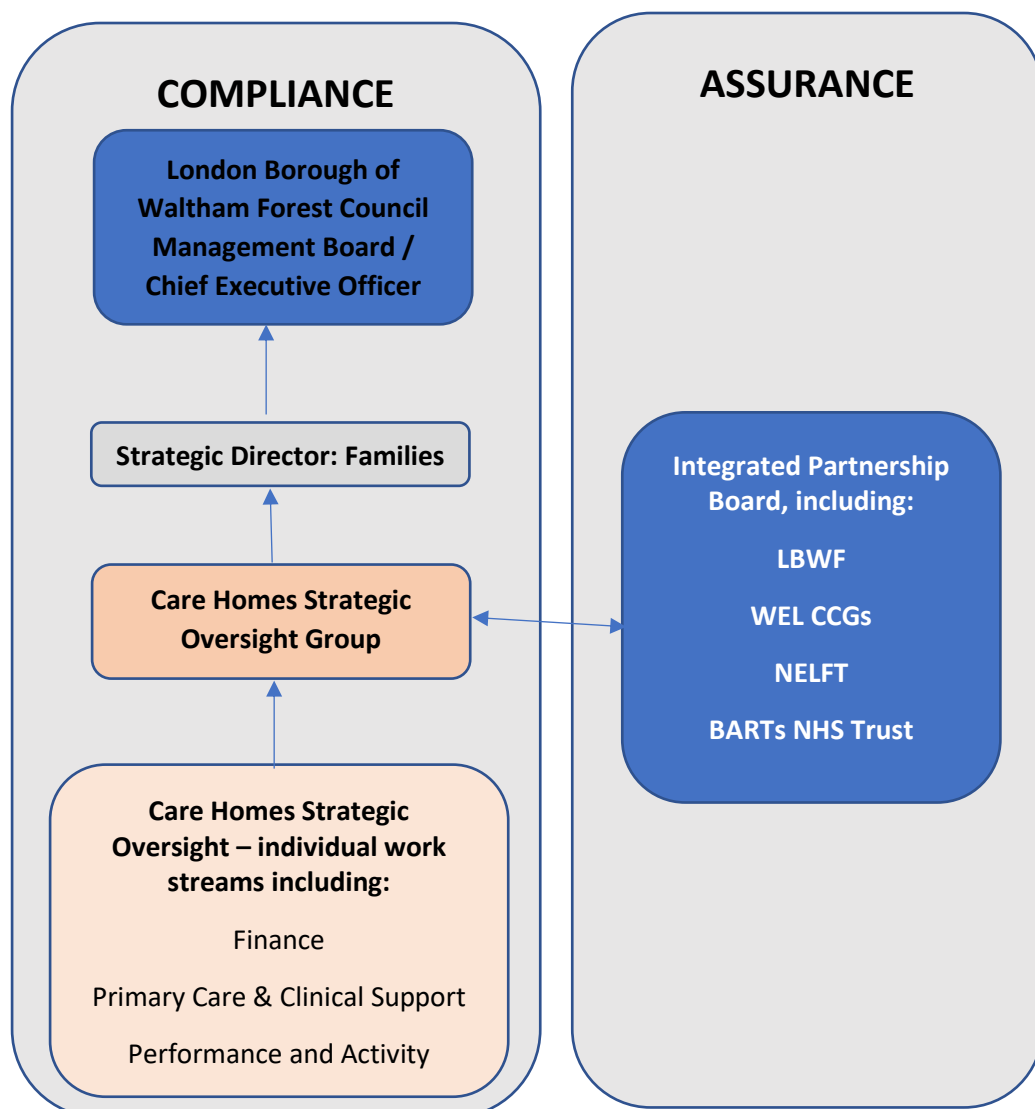 COMPLIANCE
London Borough of
Waltham Forest Council
Management Board /
Chief Executive Officer
Strategic Director: Families
Care Homes Strategic
Oversight Group
Care Homes Strategic
Oversight – individual work
streams including:
Finance
Primary Care & Clinical Support
Performance and Activity
ASSURANCE
Integrated Partnership
Board, including:
LBWF
WEL CCGs
NELFT
BARTs NHS Trust